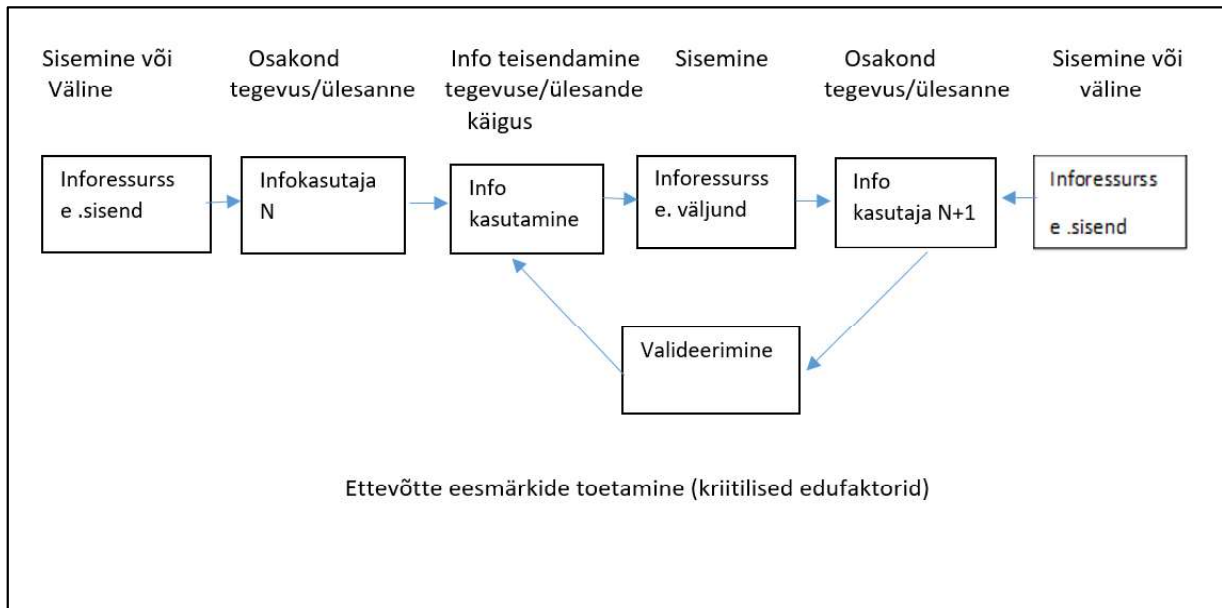 Sisemine või
Väline
Osakond
tegevus/ülesanne
Info teisendamine
tegevuse/ülesande
käigus
Sisemine
Osakond
tegevus/ülesanne
Sisemine või
väline
Inforessurss
e .sisend
Infokasutaja
N
Info
kasutamine
Inforessurss
e. väljund
Info
kasutaja N+1
Inforessurss
e .sisend
Valideerimine
Ettevõtte eesmärkide toetamine (kriitilised edufaktorid)